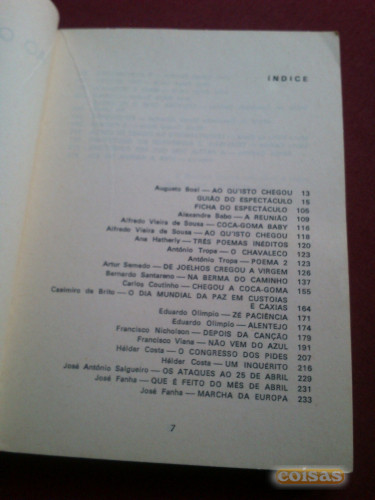 INDICE
Augusto Boal — AO QU'ISTO CHEGOU 13
GUIÃO DO ESPECTÁCULO 15
FICHA DO ESPECTÁCULO 105
Alexandre Babo — A REUNIÃO 109
Alfredo Vieira de Sousa — COCA-GOMA BABY 116
Alfredo Vieira de Sousa — AO QU'ISTO CHEGOU 118
Ana Hatherly — TRÊS POEMAS INEDITOS 120
António Tropa — O CHAVALECO 123
António Tropa — POEMA 2 123
Artur Semedo — DE JOELHOS CREGOU A VIRGEM 126
Bernardo Santareno — NA BERMA DO CAMINHO 137
Carlos Coutinho — CHEGOU A COCA-GOMA 155
Casimiro de Brito — O DIA MUNDIAL DA PAZ EM CUSTOIAS
E CAXIAS 164
Eduardo Olímpio — ZÉ PACIÊNCIA 171
Eduardo Olímpio — ALENTEJO 174
Francisco Nicholson — DEPOIS DA CANÇÃO 179
Francisco Viana — NÃO VEM DO AZUL 191
Hélder Costa — O CONGRESSO DOS PIDES 207
Hélder Costa — UM INQUERITO 216
José António Salgueiro — OS ATAQUES AO 25 DE ABRIL 229
José Fanha — QUE É FEITO DO MÊS DE ABRIL 231
José Fanha — MARCHA DA EUROPA 233
7
coisas